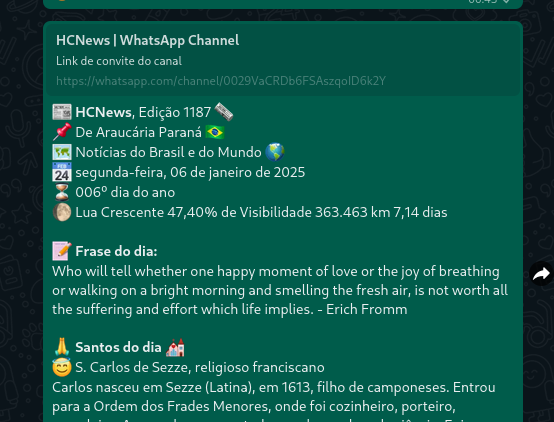 HCNews | WhatsApp Channel
Link de convite do canal
https://whatsapp.com/channel/0029VaCRDb6FSAszqoID6k2Y
📰 HCNews, Edição 1187 🗞️
📌 De Araucária Paraná 🇧🇷
🗺️ Notícias do Brasil e do Mundo 🌎
📅 segunda-feira, 06 de janeiro de 2025
⏳ 006º dia do ano
🌔 Lua Crescente 47,40% de Visibilidade 363.463 km 7,14 dias
📝 Frase do dia:
Who will tell whether one happy moment of love or the joy of breathing
or walking on a bright morning and smelling the fresh air, is not worth all
the suffering and effort which life implies. - Erich Fromm
🙏 Santos do dia 💒
😇 S. Carlos de Sezze, religioso franciscano
Carlos nasceu em Sezze (Latina), em 1613, filho de camponeses. Entrou
para a Ordem dos Frades Menores, onde foi cozinheiro, porteiro,